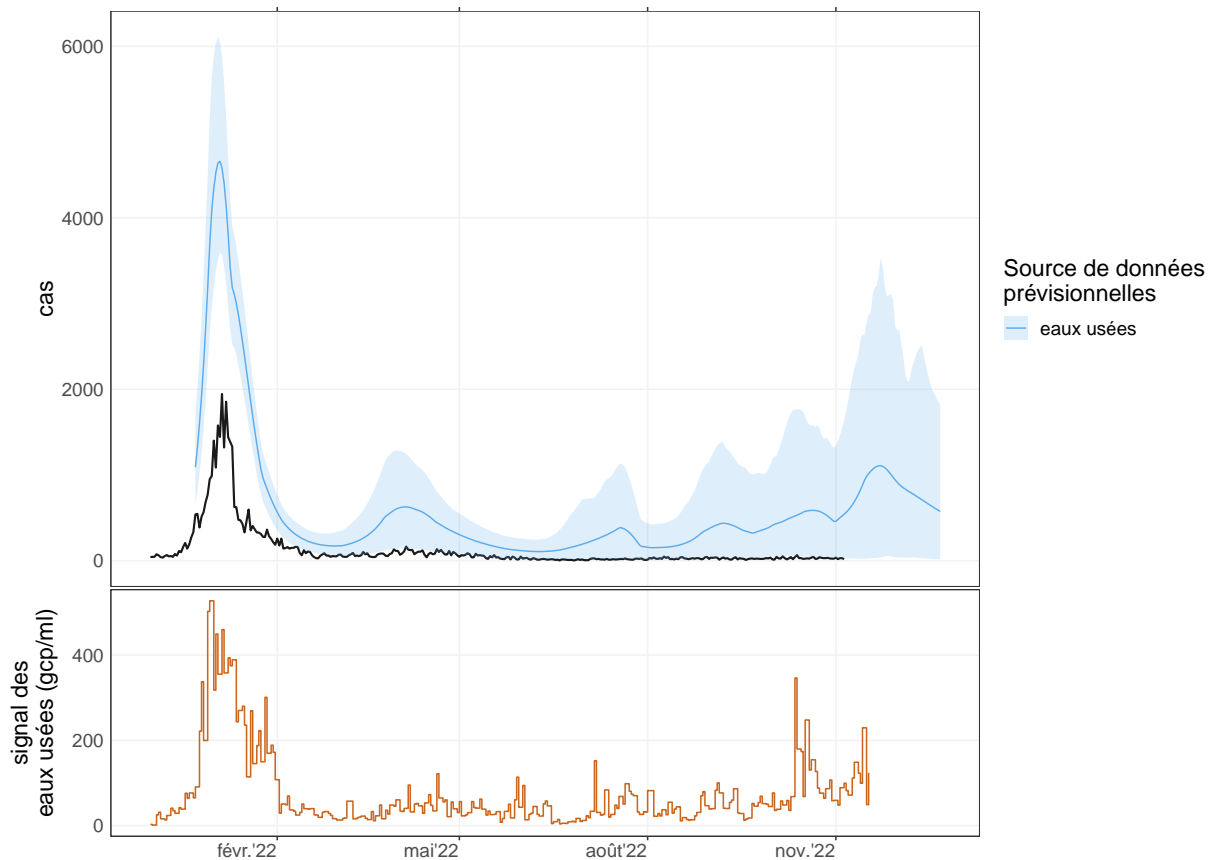 6000
4000
2000
0
cas
Source de données
prévisionnelles
eaux usées
400
200
0
signal des
eaux usées (gcp/ml)
févr.'22
mai'22
août'22
nov.'22